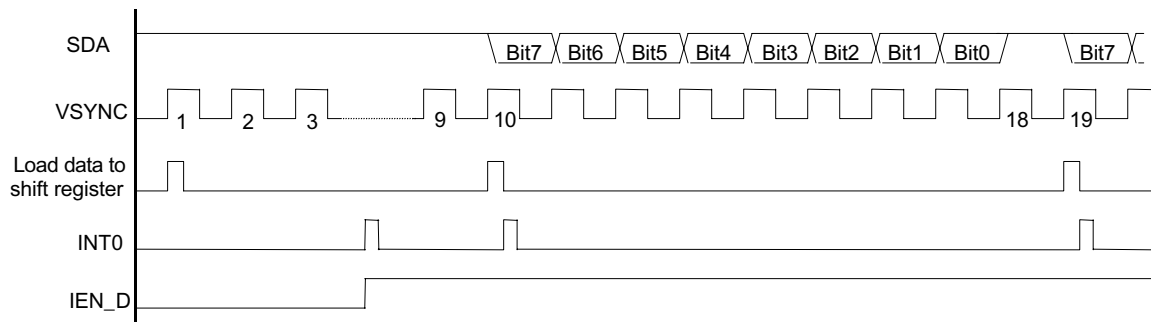 SDA
Bit7 Bit6 Bit5 Bit4 Bit3 Bit2 Bit1 Bit0 Bit7
VSYNC
1 2 3 9 10 18 19
Load data to
shift register
INT0
IEN_D